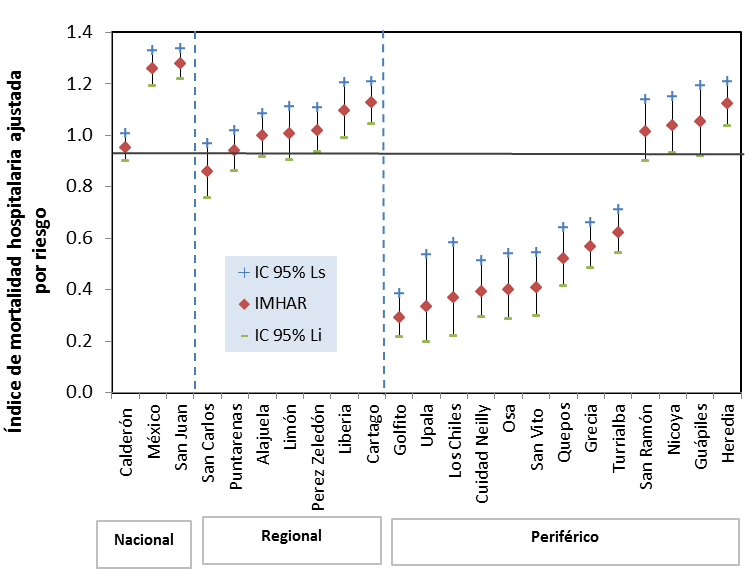 Índice de mortalidad hospitalaria ajustada
por riesgo
1.4
1.2
1.0
0.8
0.6
0.4
0.2
0.0
IC 95% Ls
IMHAR
IC 95% Li
Calderón
México
San Juan
San Carlos
Puntarenas
Alajuela
Limón
Perez Zeledón
Liberia
Cartago
Golfito
Upala
Los Chiles
Cuidad Neilly
Osa
San Vito
Quepos
Grecia
Turrialba
San Ramón
Nicoya
Guápiles
Heredia
Nacional
Regional
Periférico